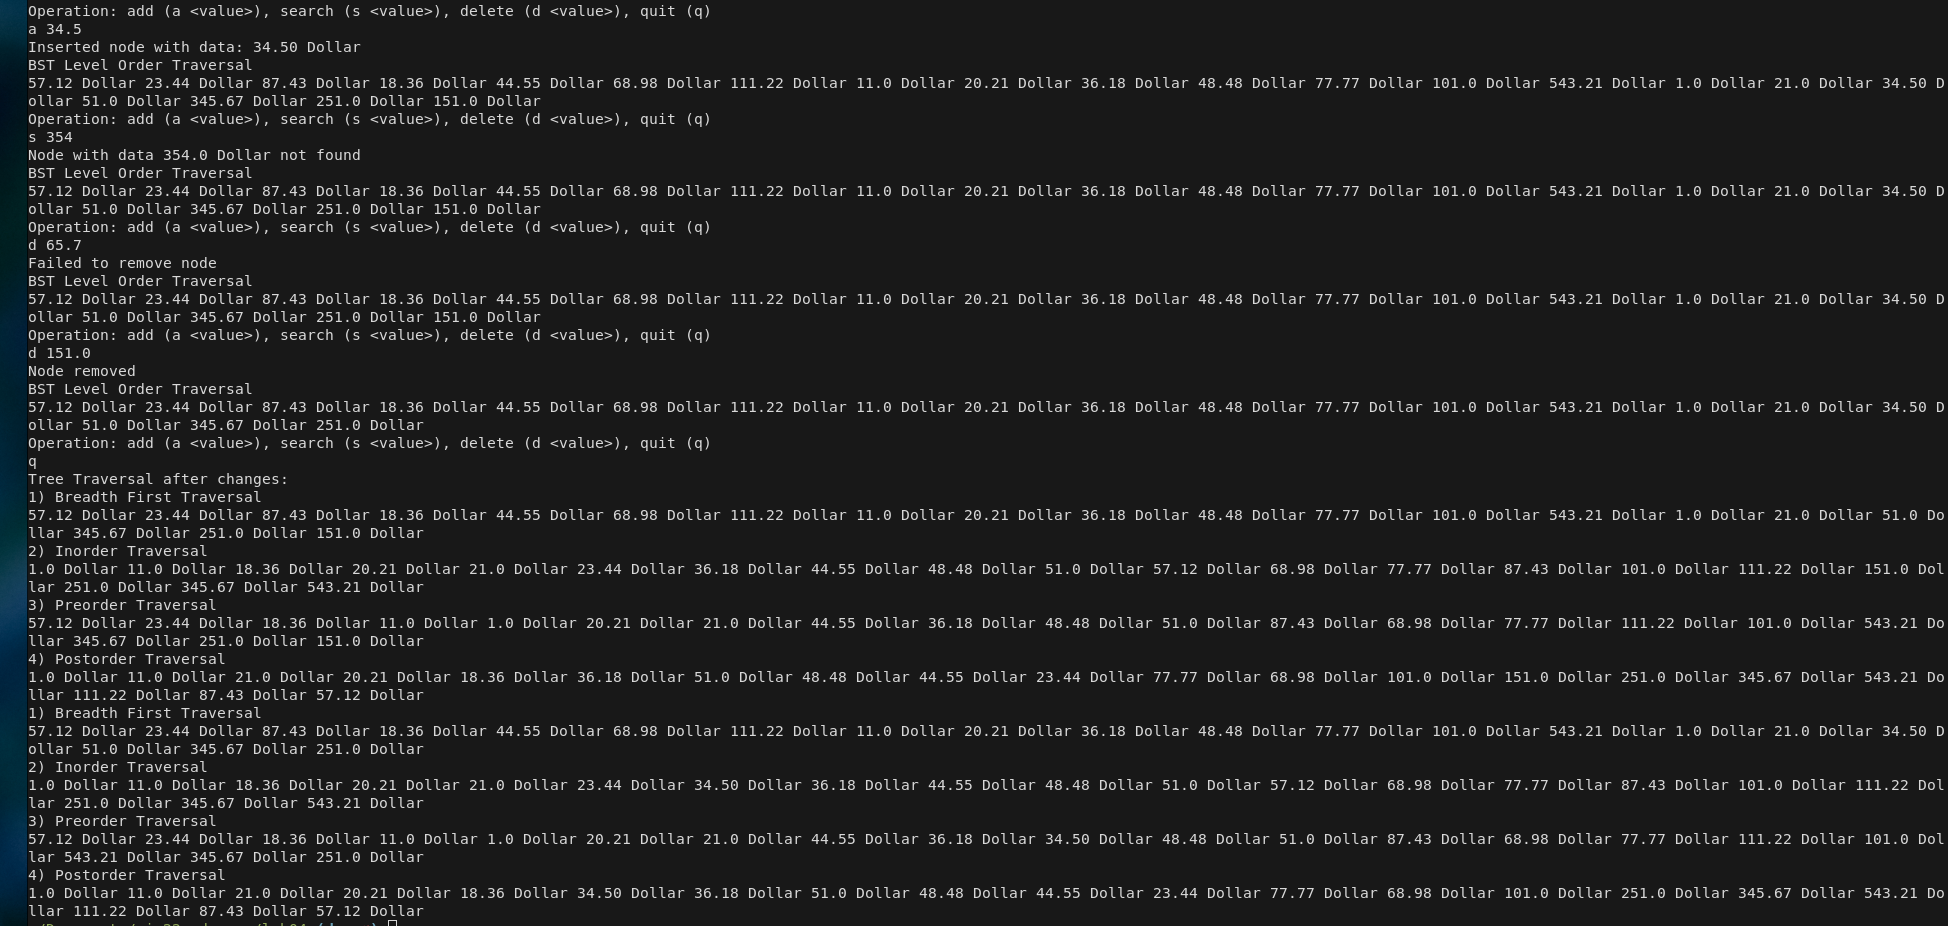 Operation: add (a <value>), search (s <value>), delete (d <value>), quit (q)
a 34.5
Inserted node with data: 34.50 Dollar
BST Level Order Traversal
57.12 Dollar 23.44 Dollar 87.43 Dollar 18.36 Dollar 44.55 Dollar 68.98 Dollar 111.22 Dollar 11.0 Dollar 20.21 Dollar 36.18 Dollar 48.48 Dollar 77.77 Dollar 101.0 Dollar 543.21 Dollar 1.0 Dollar 21.0 Dollar 34.50 D
ollar 51.0 Dollar 345.67 Dollar 251.0 Dollar 151.0 Dollar
Operation: add (a <value>), search (s <value>), delete (d <value>), quit (q)
s 354
Node with data 354.0 Dollar not found
BST Level Order Traversal
57.12 Dollar 23.44 Dollar 87.43 Dollar 18.36 Dollar 44.55 Dollar 68.98 Dollar 111.22 Dollar 11.0 Dollar 20.21 Dollar 36.18 Dollar 48.48 Dollar 77.77 Dollar 101.0 Dollar 543.21 Dollar 1.0 Dollar 21.0 Dollar 34.50 D
ollar 51.0 Dollar 345.67 Dollar 251.0 Dollar 151.0 Dollar
Operation: add (a <value>), search (s <value>), delete (d <value>), quit (q)
d 65.7
Failed to remove node
BST Level Order Traversal
57.12 Dollar 23.44 Dollar 87.43 Dollar 18.36 Dollar 44.55 Dollar 68.98 Dollar 111.22 Dollar 11.0 Dollar 20.21 Dollar 36.18 Dollar 48.48 Dollar 77.77 Dollar 101.0 Dollar 543.21 Dollar 1.0 Dollar 21.0 Dollar 34.50 D
ollar 51.0 Dollar 345.67 Dollar 251.0 Dollar 151.0 Dollar
Operation: add (a <value>), search (s <value>), delete (d <value>), quit (q)
d 151.0
Node removed
BST Level Order Traversal
57.12 Dollar 23.44 Dollar 87.43 Dollar 18.36 Dollar 44.55 Dollar 68.98 Dollar 111.22 Dollar 11.0 Dollar 20.21 Dollar 36.18 Dollar 48.48 Dollar 77.77 Dollar 101.0 Dollar 543.21 Dollar 1.0 Dollar 21.0 Dollar 34.50 D
ollar 51.0 Dollar 345.67 Dollar 251.0 Dollar
Operation: add (a <value>), search (s <value>), delete (d <value>), quit (q)
q
Tree Traversal after changes:
1) Breadth First Traversal
57.12 Dollar 23.44 Dollar 87.43 Dollar 18.36 Dollar 44.55 Dollar 68.98 Dollar 111.22 Dollar 11.0 Dollar 20.21 Dollar 36.18 Dollar 48.48 Dollar 77.77 Dollar 101.0 Dollar 543.21 Dollar 1.0 Dollar 21.0 Dollar 51.0 Do
llar 345.67 Dollar 251.0 Dollar 151.0 Dollar
2) Inorder Traversal
1.0 Dollar 11.0 Dollar 18.36 Dollar 20.21 Dollar 21.0 Dollar 23.44 Dollar 36.18 Dollar 44.55 Dollar 48.48 Dollar 51.0 Dollar 57.12 Dollar 68.98 Dollar 77.77 Dollar 87.43 Dollar 101.0 Dollar 111.22 Dollar 151.0 Dol
lar 251.0 Dollar 345.67 Dollar 543.21 Dollar
3) Preorder Traversal
57.12 Dollar 23.44 Dollar 18.36 Dollar 11.0 Dollar 1.0 Dollar 20.21 Dollar 21.0 Dollar 44.55 Dollar 36.18 Dollar 48.48 Dollar 51.0 Dollar 87.43 Dollar 68.98 Dollar 77.77 Dollar 111.22 Dollar 101.0 Dollar 543.21 Do
llar 345.67 Dollar 251.0 Dollar 151.0 Dollar
4) Postorder Traversal
1.0 Dollar 11.0 Dollar 21.0 Dollar 20.21 Dollar 18.36 Dollar 36.18 Dollar 51.0 Dollar 48.48 Dollar 44.55 Dollar 23.44 Dollar 77.77 Dollar 68.98 Dollar 101.0 Dollar 151.0 Dollar 251.0 Dollar 345.67 Dollar 543.21 Do
llar 111.22 Dollar 87.43 Dollar 57.12 Dollar
1) Breadth First Traversal
57.12 Dollar 23.44 Dollar 87.43 Dollar 18.36 Dollar 44.55 Dollar 68.98 Dollar 111.22 Dollar 11.0 Dollar 20.21 Dollar 36.18 Dollar 48.48 Dollar 77.77 Dollar 101.0 Dollar 543.21 Dollar 1.0 Dollar 21.0 Dollar 34.50 D
ollar 51.0 Dollar 345.67 Dollar 251.0 Dollar
2) Inorder Traversal
1.0 Dollar 11.0 Dollar 18.36 Dollar 20.21 Dollar 21.0 Dollar 23.44 Dollar 34.50 Dollar 36.18 Dollar 44.55 Dollar 48.48 Dollar 51.0 Dollar 57.12 Dollar 68.98 Dollar 77.77 Dollar 87.43 Dollar 101.0 Dollar 111.22 Dol
lar 251.0 Dollar 345.67 Dollar 543.21 Dollar
3) Preorder Traversal
57.12 Dollar 23.44 Dollar 18.36 Dollar 11.0 Dollar 1.0 Dollar 20.21 Dollar 21.0 Dollar 44.55 Dollar 36.18 Dollar 34.50 Dollar 48.48 Dollar 51.0 Dollar 87.43 Dollar 68.98 Dollar 77.77 Dollar 111.22 Dollar 101.0 Dol
lar 543.21 Dollar 345.67 Dollar 251.0 Dollar
4) Postorder Traversal
1.0 Dollar 11.0 Dollar 21.0 Dollar 20.21 Dollar 18.36 Dollar 34.50 Dollar 36.18 Dollar 51.0 Dollar 48.48 Dollar 44.55 Dollar 23.44 Dollar 77.77 Dollar 68.98 Dollar 101.0 Dollar 251.0 Dollar 345.67 Dollar 543.21 Do
llar 111.22 Dollar 87.43 Dollar 57.12 Dollar